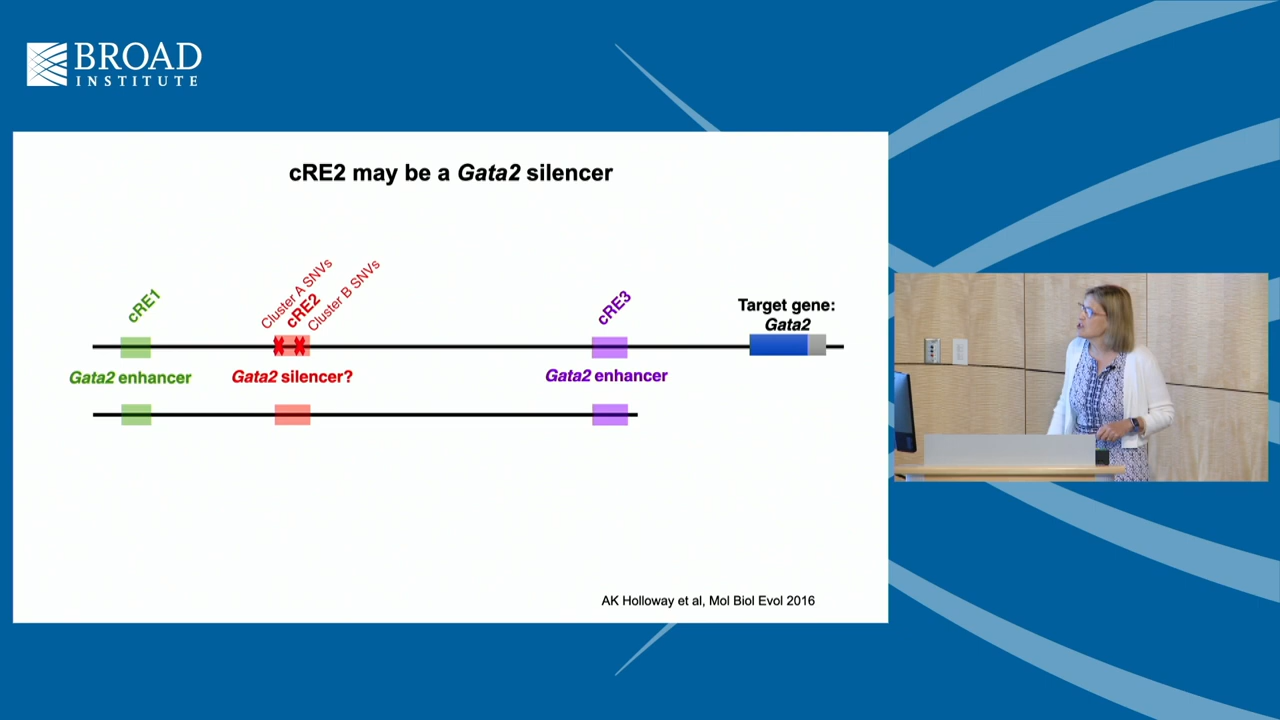 BROAD
INSTITUTE
cRE2 may be a Gata2 silencer
cRE1
Cluster A SNVs
cRE2
Cluster B SNVs
cRE3
Target gene:
Gata2
Gata2 enhancer
Gata2 silencer?
Gata2 enhancer
AK Holloway et al, Mol Biol Evol 2016